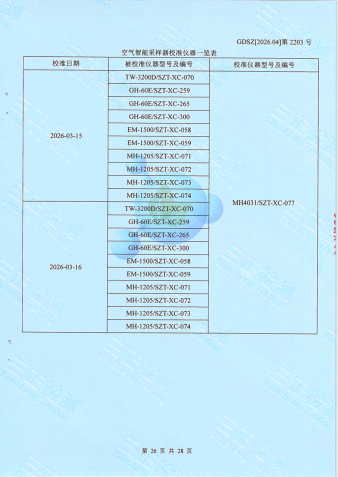 GDSZ[2026.04]第 2203 号
空气智能采样器校准仪器一览表
校准日期 被校准仪器型号及编号 校准仪器型号及编号
2026-03-15
TW-3200D/SZT-XC-070
GH-60E/SZT-XC-259
GH-60E/SZT-XC-265
GH-60E/SZT-XC-300
EM-1500/SZT-XC-058
EM-1500/SZT-XC-059
MH-1205/SZT-XC-071
MH-1205/SZT-XC-072
MH-1205/SZT-XC-073
MH-1205/SZT-XC-074
MH4031/SZT-XC-077
2026-03-16
TW-3200D/SZT-XC-070
GH-60E/SZT-XC-259
GH-60E/SZT-XC-265
GH-60E/SZT-XC-300
EM-1500/SZT-XC-058
EM-1500/SZT-XC-059
MH-1205/SZT-XC-071
MH-1205/SZT-XC-072
MH-1205/SZT-XC-073
MH-1205/SZT-XC-074
第 26 页 共 28 页